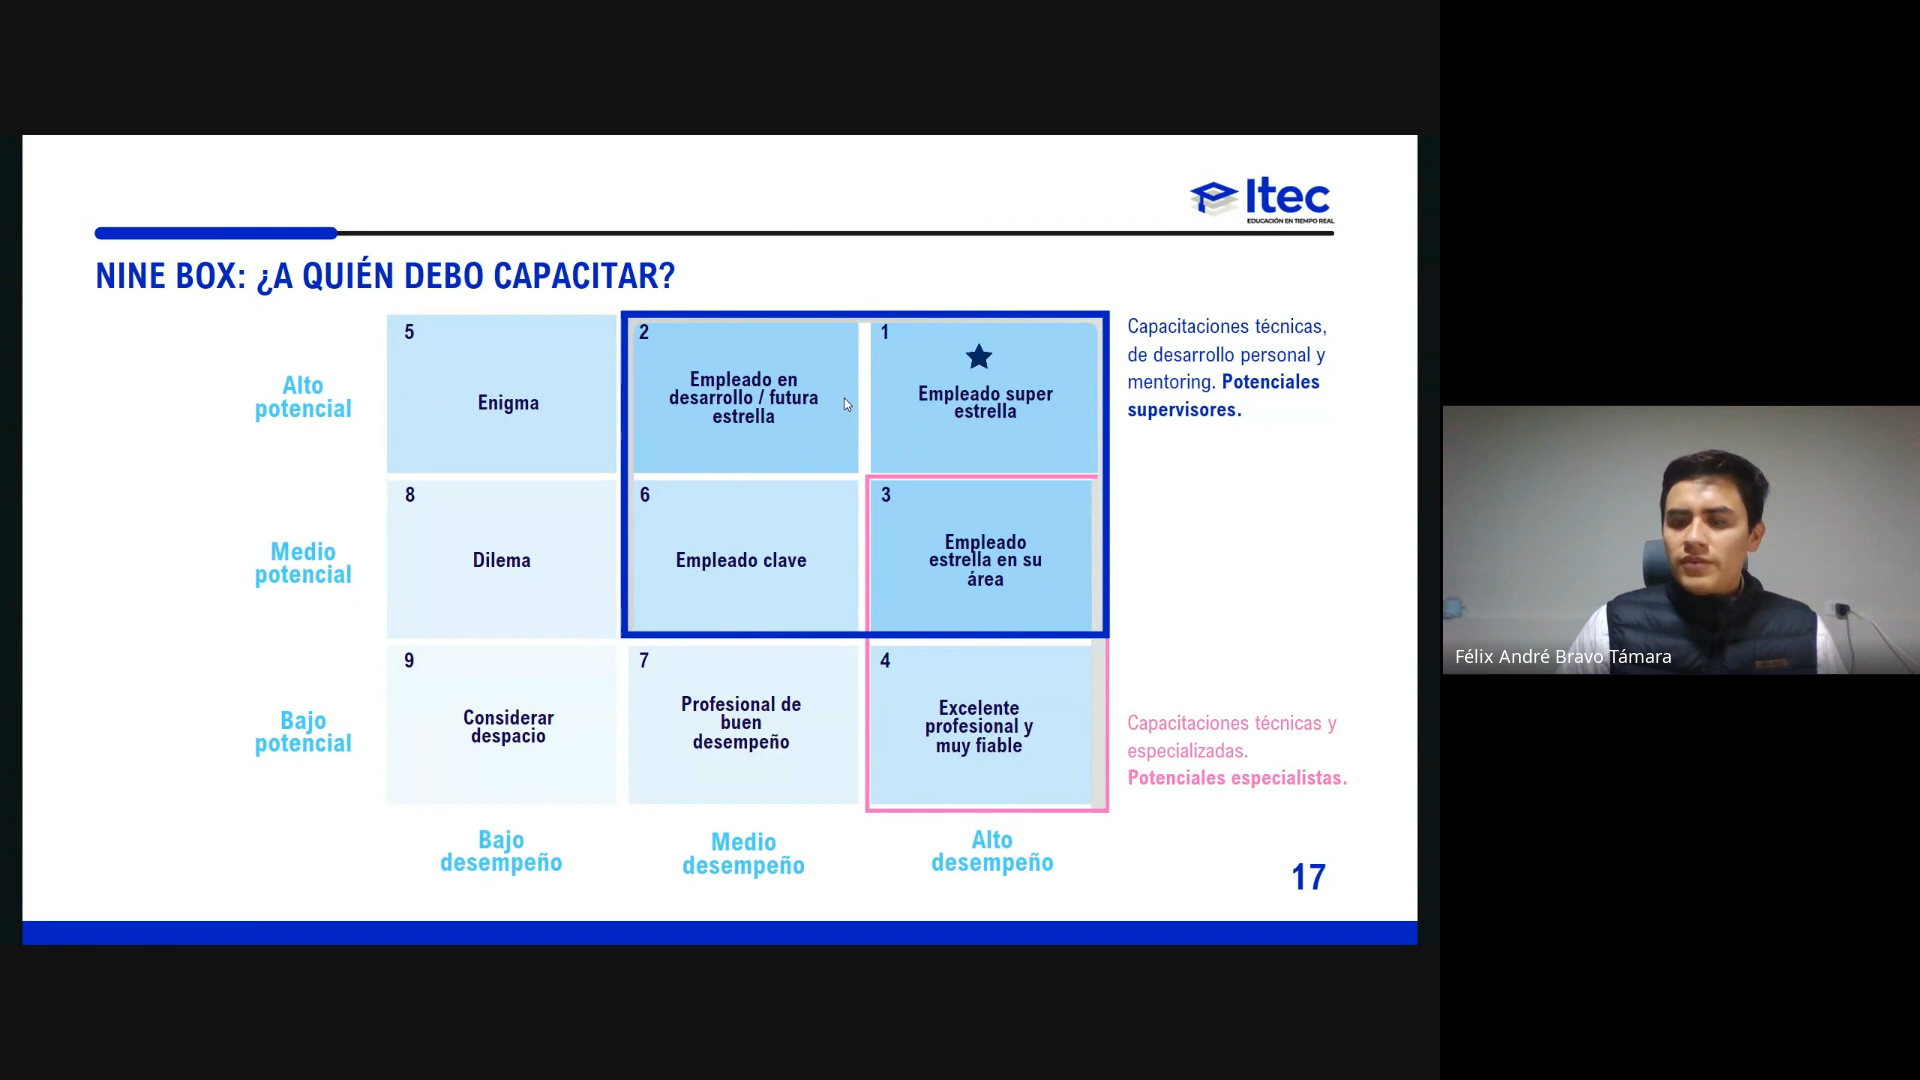 Itec
EDUCACIÓN EN TIEMPO REAL
NINE BOX: ¿A QUIÉN DEBO CAPACITAR?
Alto
potencial
5
Enigma
2
Empleado en
desarrollo / futura
estrella
1
Empleado super
estrella
Capacitaciones técnicas,
de desarrollo personal y
mentoring. Potenciales
supervisores.
Medio
potencial
8
Dilema
6
Empleado clave
3
Empleado
estrella en su
área
Bajo
potencial
9
Considerar
despacio
7
Profesional de
buen
desempeño
4
Excelente
profesional y
muy fiable
Capacitaciones técnicas y
especializadas.
Potenciales especialistas.
Bajo
desempeño
Medio
desempeño
Alto
desempeño
17
Félix André Bravo Támara